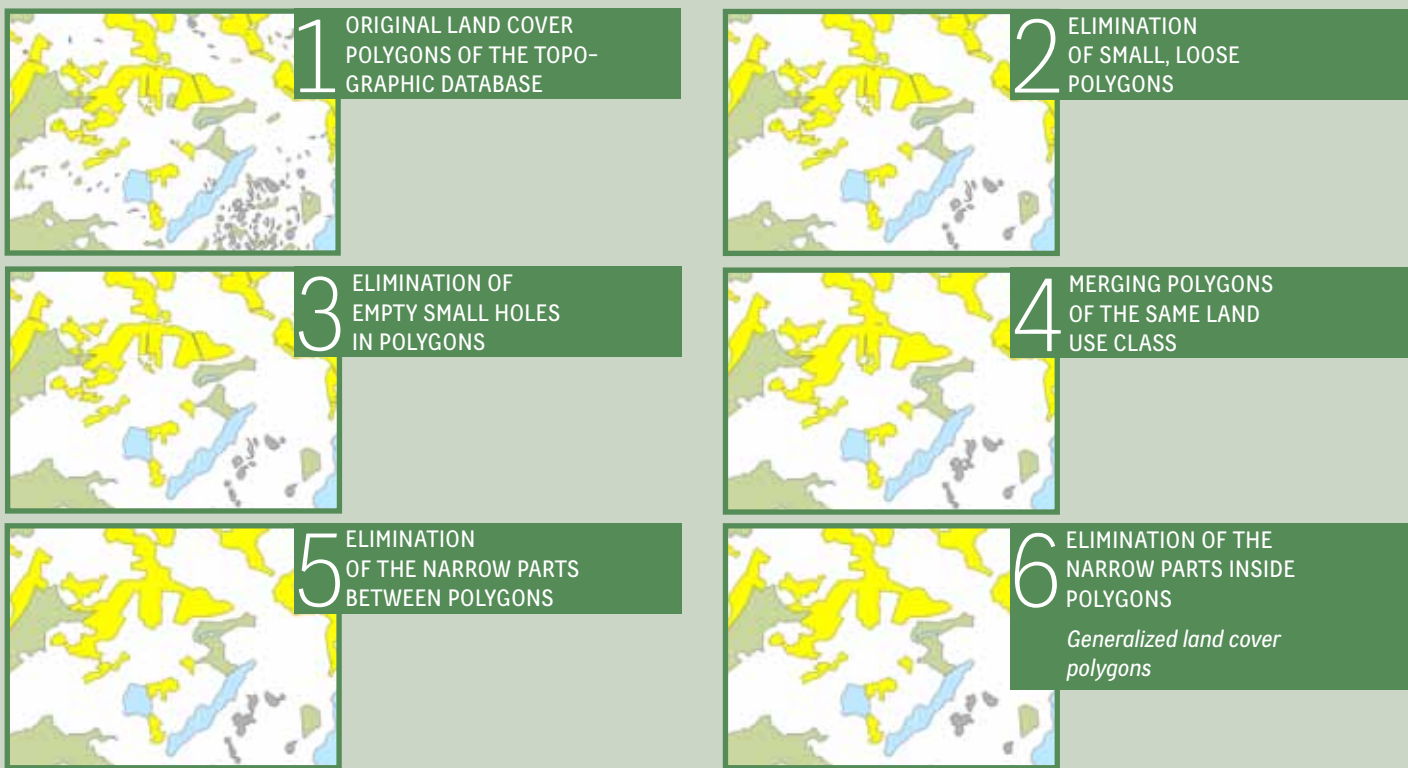 1
ORIGINAL LAND COVER
POLYGONS OF THE TOPO-
GRAPHIC DATABASE
2
ELIMINATION
OF SMALL, LOOSE
POLYGONS
3
ELIMINATION OF
EMPTY SMALL HOLES
IN POLYGONS
4
MERGING POLYGONS
OF THE SAME LAND
USE CLASS
5
ELIMINATION
OF THE NARROW PARTS
BETWEEN POLYGONS
6
ELIMINATION OF THE
NARROW PARTS INSIDE
POLYGONS
Generalized land cover
polygons